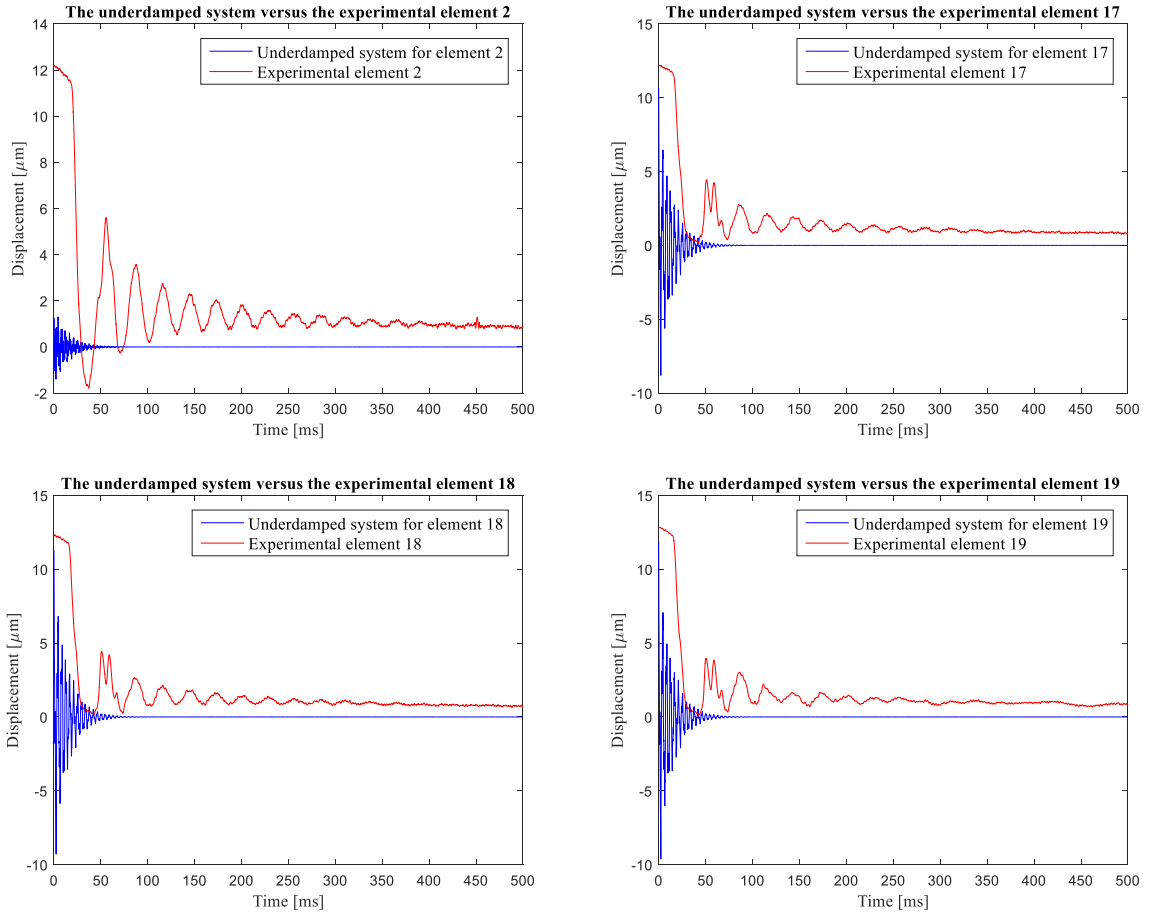 The underdamped system versus the experimental element 2
14
12
10
8
6
4
2
0
-2
Displacement [μm]
Underdamped system for element 2
Experimental element 2
0 50 100 150 200 250 300 350 400 450 500
Time [ms]
The underdamped system versus the experimental element 17
15
10
5
0
-5
-10
Displacement [μm]
Underdamped system for element 17
Experimental element 17
0 50 100 150 200 250 300 350 400 450 500
Time [ms]
The underdamped system versus the experimental element 18
15
10
5
0
-5
-10
Displacement [μm]
Underdamped system for element 18
Experimental element 18
0 50 100 150 200 250 300 350 400 450 500
Time [ms]
The underdamped system versus the experimental element 19
15
10
5
0
-5
-10
Displacement [μm]
Underdamped system for element 19
Experimental element 19
0 50 100 150 200 250 300 350 400 450 500
Time [ms]